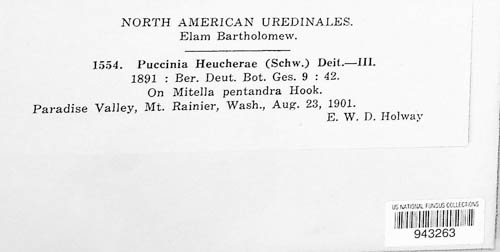 NORTH AMERICAN UREDINALES.
Elam Bartholomew.
1554. Puccinia Heucherae (Schw.) Deit.—III.
1891 : Ber. Deut. Bot. Ges. 9 : 42.
On Mitella pentandra Hook.
Paradise Valley, Mt. Rainier, Wash., Aug. 23, 1901.
E. W. D. Holway
US NATIONAL FUNGUS COLLECTIONS
943263